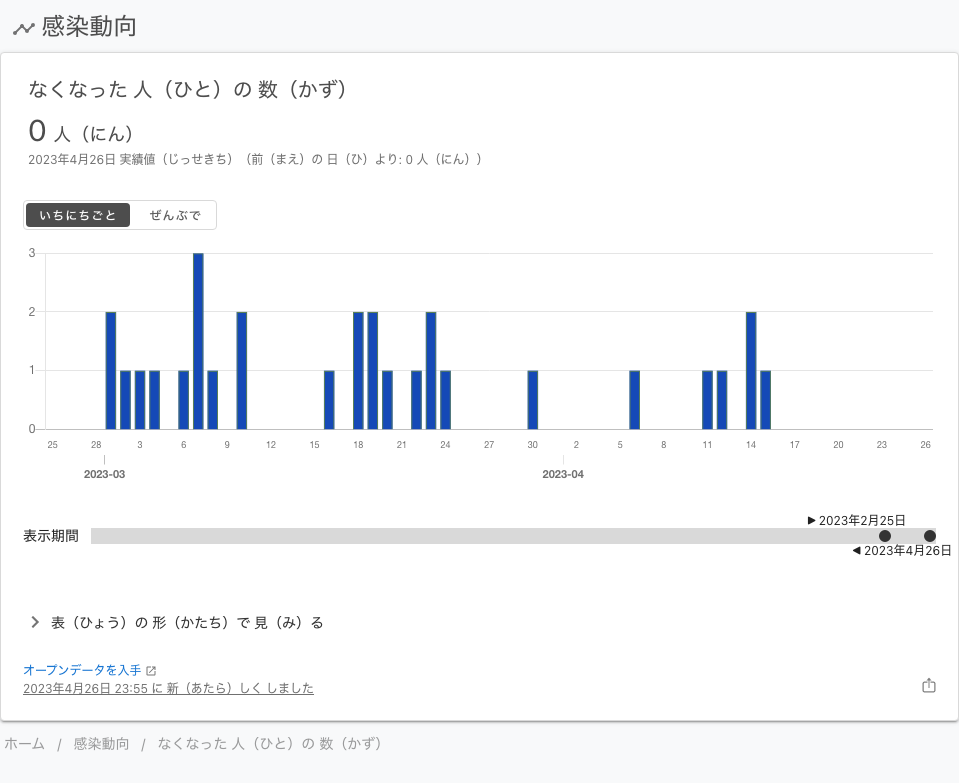 感染動向
なくなった 人（ひと）の 数（かず）
0 人（にん）
2023年4月26日 実績値（じっせきち）（前（まえ）の 日（ひ）より: 0 人（にん））
いちにちごと ぜんぶで
3
2
1
0
25 28 3 6 9 12 15 18 21 24 27 30 2 5 8 11 14 17 20 23 26
2023-03 2023-04
▶ 2023年2月25日
表示期間
◀ 2023年4月26日
表（ひょう）の 形（かたち）で 見（み）る
オープンデータを入手
2023年4月26日 23:55 に 新（あたら）しく しました
ホーム / 感染動向 / なくなった 人（ひと）の 数（かず）